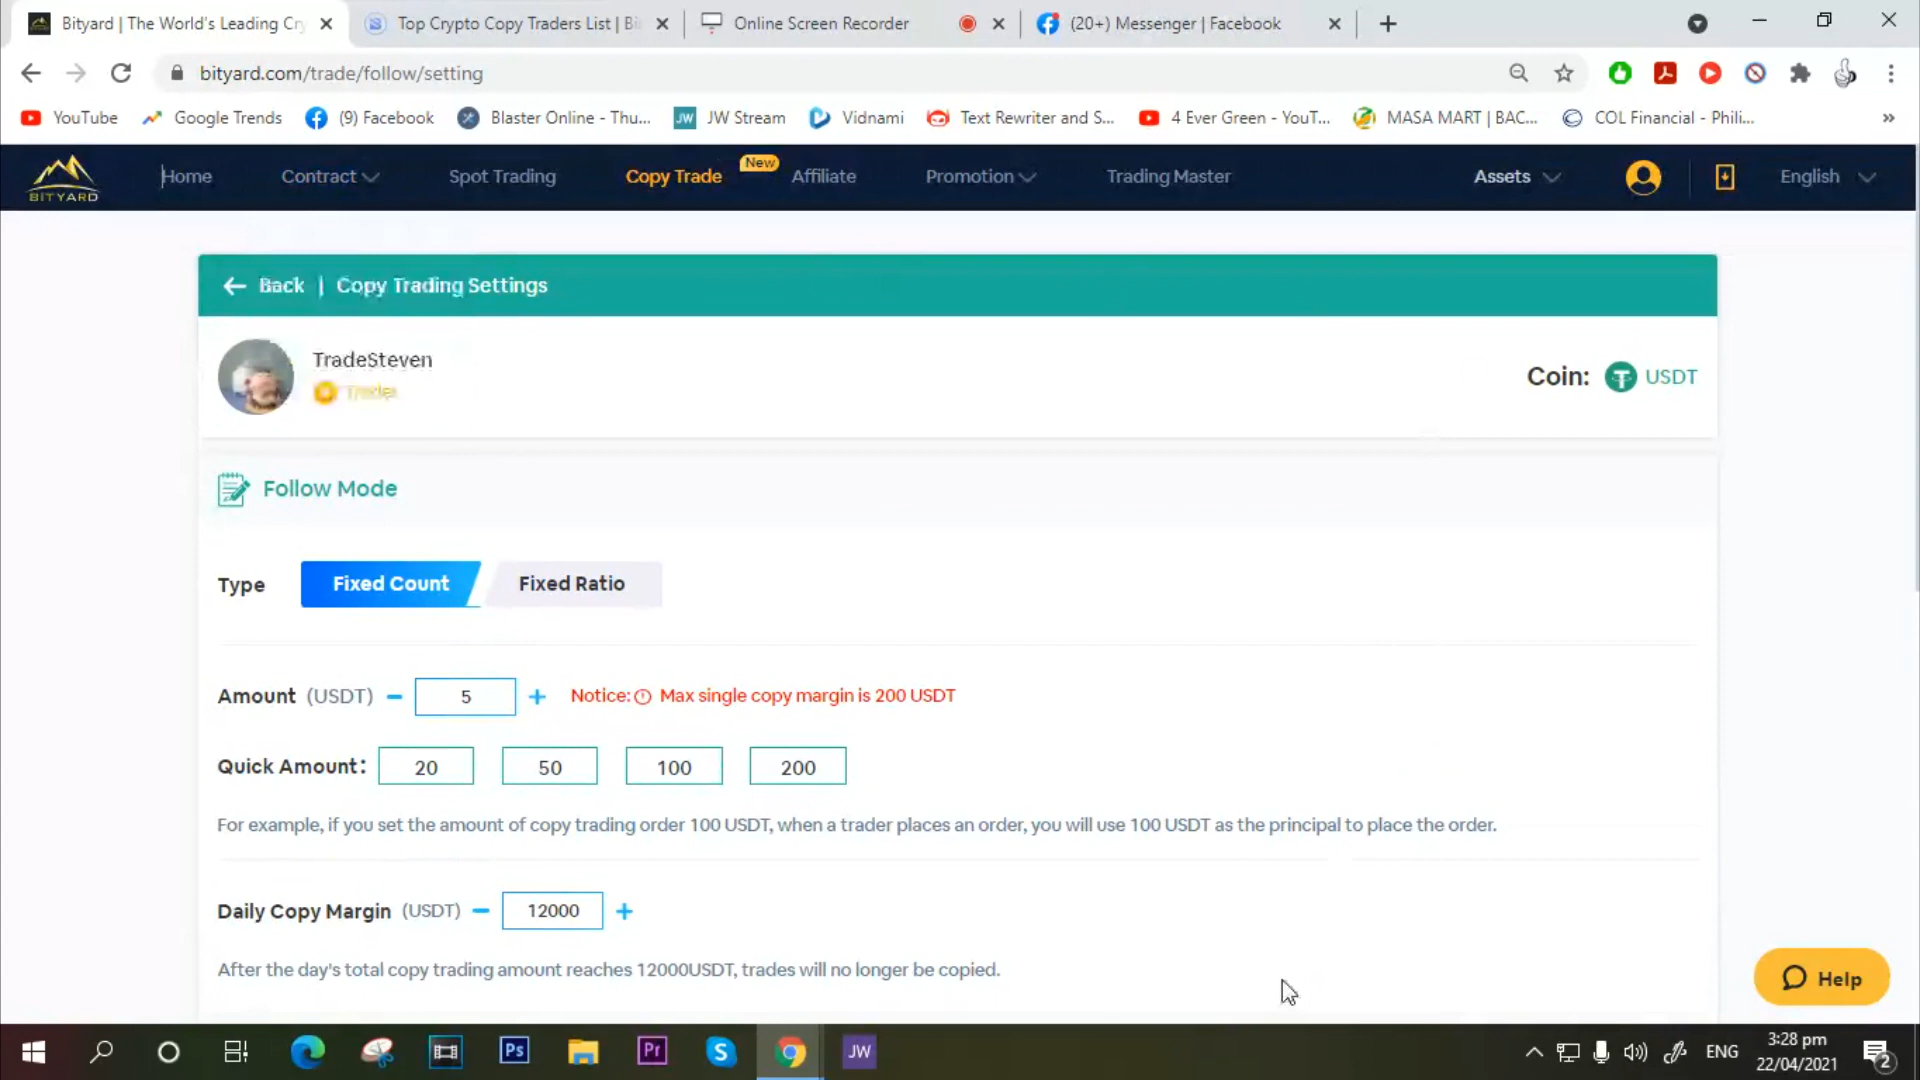 Bityard | The World's Leading Cry
Top Crypto Copy Traders List | Bi
Online Screen Recorder
(20+) Messenger | Facebook
bityard.com/trade/follow/setting
YouTube
Google Trends
(9) Facebook
Blaster Online - Thu...
JW JW Stream
Vidnami
Text Rewriter and S...
4 Ever Green - YouT...
MASA MART | BAC...
COL Financial - Phili...
»
BITYARD
Home
Contract
Spot Trading
Copy Trade
New
Affiliate
Promotion
Trading Master
Assets
English
Back | Copy Trading Settings
TradeSteven
Trader
Coin: USDT
Follow Mode
Type Fixed Count Fixed Ratio
Amount (USDT) - 5 + Notice: Max single copy margin is 200 USDT
Quick Amount: 20 50 100 200
For example, if you set the amount of copy trading order 100 USDT, when a trader places an order, you will use 100 USDT as the principal to place the order.
Daily Copy Margin (USDT) - 12000 +
After the day's total copy trading amount reaches 12000USDT, trades will no longer be copied.
Help
Ps
Pr
S
JW
ENG
3:28 pm
22/04/2021
2